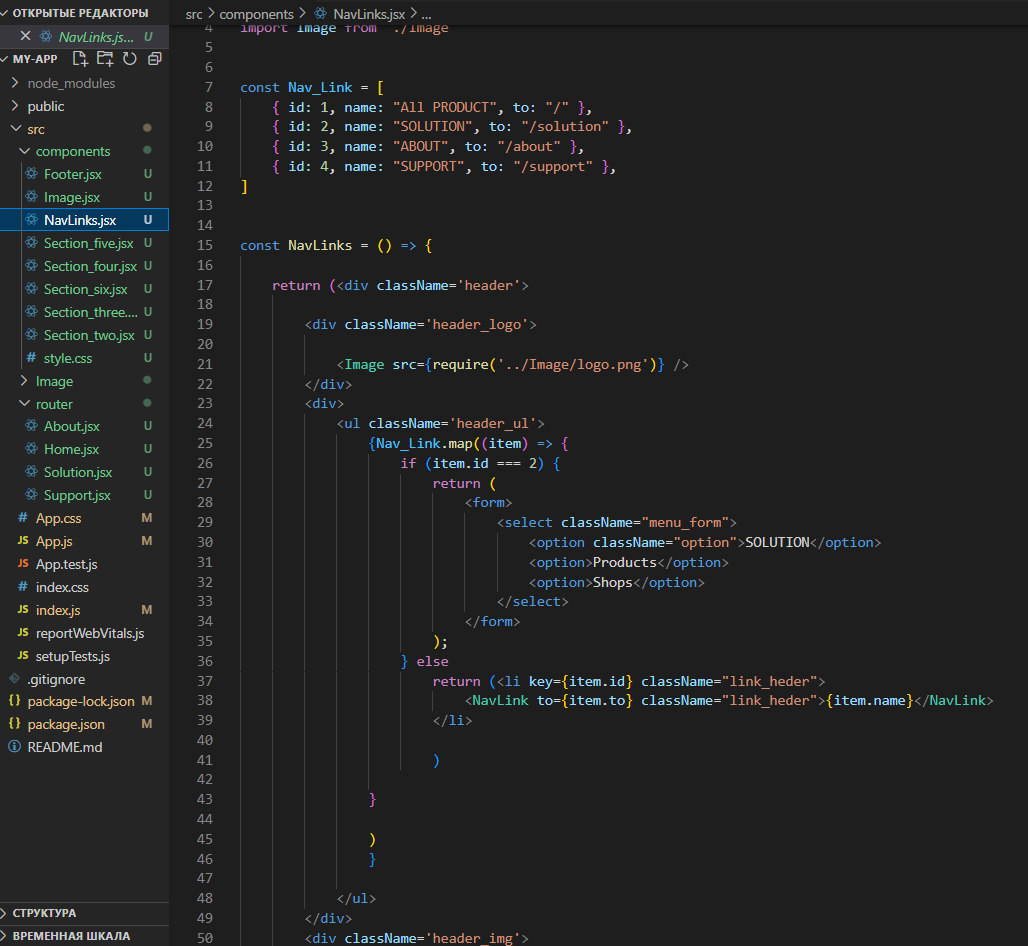 ОТКРЫТЫЕ РЕДАКТОРЫ
NavLinks.js... U
MY-APP
node_modules
public
src
components
Footer.jsx U
Image.jsx U
NavLinks.jsx U
Section_five.jsx U
Section_four.jsx U
Section_six.jsx U
Section_three.... U
Section_two.jsx U
# style.css U
Image
router
About.jsx U
Home.jsx U
Solution.jsx U
Support.jsx U
# App.css M
JS App.js M
JS App.test.js
# index.css
JS index.js M
JS reportWebVitals.js
JS setupTests.js
.gitignore
{} package-lock.json M
{} package.json M
README.md
СТРУКТУРА
ВРЕМЕННАЯ ШКАЛА
src > components > NavLinks.jsx > ...
4 import Image from "./Image"
5
6
7 const Nav_Link = [
8 { id: 1, name: "All PRODUCT", to: "/" },
9 { id: 2, name: "SOLUTION", to: "/solution" },
10 { id: 3, name: "ABOUT", to: "/about" },
11 { id: 4, name: "SUPPORT", to: "/support" },
12 ]
13
14
15 const NavLinks = () => {
16
17 return (<div className='header'>
18
19 <div className='header_logo'>
20
21 <Image src={require('../Image/logo.png')} />
22 </div>
23 <div>
24 <ul className='header_ul'>
25 {Nav_Link.map((item) => {
26 if (item.id === 2) {
27 return (
28 <form>
29 <select className="menu_form">
30 <option className="option">SOLUTION</option>
31 <option>Products</option>
32 <option>Shops</option>
33 </select>
34 </form>
35 );
36 } else
37 return (<li key={item.id} className="link_heder">
38 <NavLink to={item.to} className="link_heder">{item.name}</NavLink>
39 </li>
40
41 )
42
43 }
44
45 )
46 }
47
48 </ul>
49 </div>
50 <div className='header_img'>